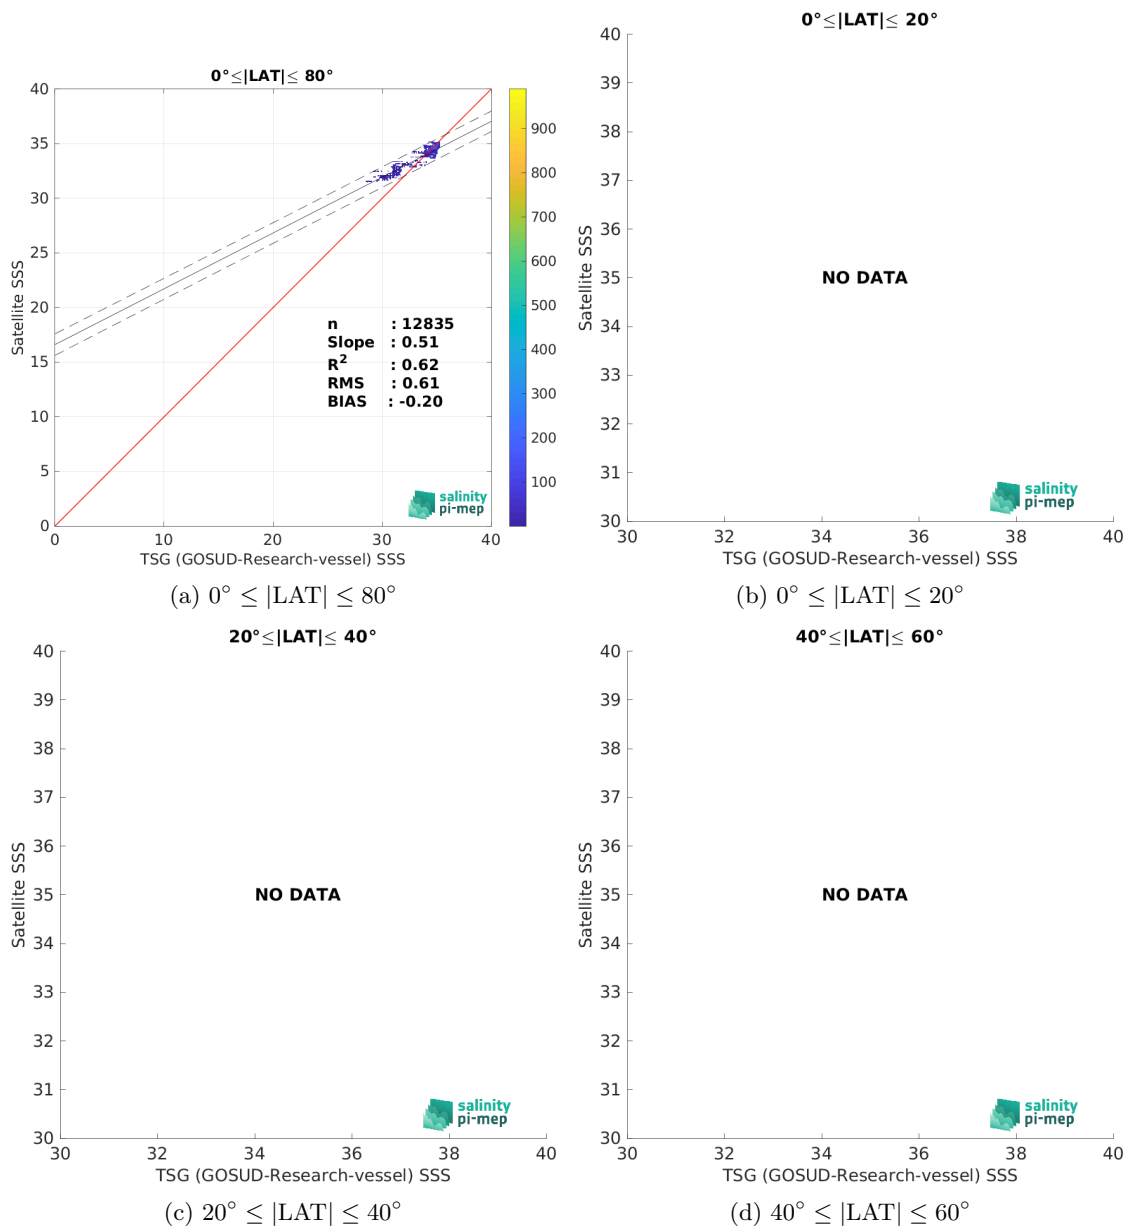 0°≤|LAT|≤ 80°
40
35
30
25
20
15
10
5
0
Satellite SSS
0
10
20
30
40
TSG (GOSUD-Research-vessel) SSS
900
800
700
600
500
400
300
200
100
n : 12835
Slope : 0.51
R² : 0.62
RMS : 0.61
BIAS : -0.20
salinity
pi-mep
(a) 0° ≤ |LAT| ≤ 80°
0°≤|LAT|≤ 20°
40
39
38
37
36
35
34
33
32
31
30
Satellite SSS
NO DATA
salinity
pi-mep
30
32
34
36
38
40
TSG (GOSUD-Research-vessel) SSS
(b) 0° ≤ |LAT| ≤ 20°
20°≤|LAT|≤ 40°
40
39
38
37
36
35
34
33
32
31
30
Satellite SSS
NO DATA
salinity
pi-mep
30
32
34
36
38
40
TSG (GOSUD-Research-vessel) SSS
(c) 20° ≤ |LAT| ≤ 40°
40°≤|LAT|≤ 60°
40
39
38
37
36
35
34
33
32
31
30
Satellite SSS
NO DATA
salinity
pi-mep
30
32
34
36
38
40
TSG (GOSUD-Research-vessel) SSS
(d) 40° ≤ |LAT| ≤ 60°